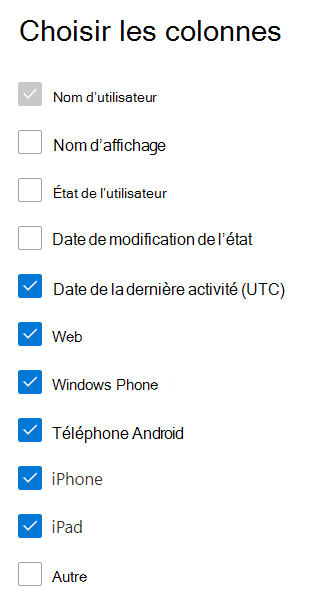 Choisir les colonnes
Nom d'utilisateur
Nom d'affichage
État de l'utilisateur
Date de modification de l'état
Date de la dernière activité (UTC)
Web
Windows Phone
Téléphone Android
iPhone
iPad
Autre